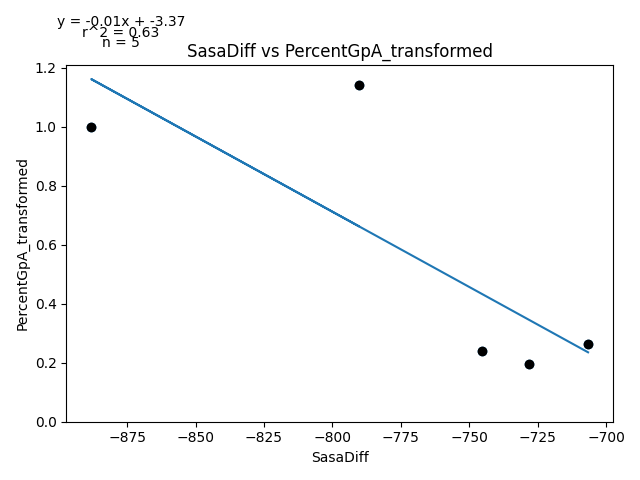 y = -0.01x + -3.37
r^2 = 0.63
n = 5
SasaDiff vs PercentGpA_transformed
PercentGpA_transformed
1.2
1.0
0.8
0.6
0.4
0.2
0.0
−875
−850
−825
−800
−775
−750
−725
−700
SasaDiff